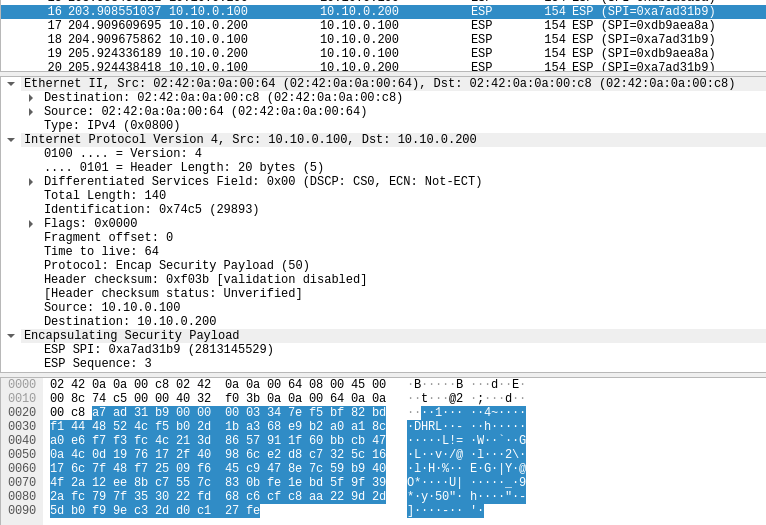 16 203.908551037 10.10.0.100 10.10.0.200 ESP 154 ESP (SPI=0xa7ad31b9)
17 204.909609695 10.10.0.100 10.10.0.200 ESP 154 ESP (SPI=0xdb9aea8a)
18 204.909675862 10.10.0.100 10.10.0.200 ESP 154 ESP (SPI=0xa7ad31b9)
19 205.924336189 10.10.0.200 10.10.0.100 ESP 154 ESP (SPI=0xdb9aea8a)
20 205.924438418 10.10.0.100 10.10.0.200 ESP 154 ESP (SPI=0xa7ad31b9)
Ethernet II, Src: 02:42:0a:0a:00:64 (02:42:0a:0a:00:64), Dst: 02:42:0a:0a:00:c8 (02:42:0a:0a:00:c8)
Destination: 02:42:0a:0a:00:c8 (02:42:0a:0a:00:c8)
Source: 02:42:0a:0a:00:64 (02:42:0a:0a:00:64)
Type: IPv4 (0x0800)
Internet Protocol Version 4, Src: 10.10.0.100, Dst: 10.10.0.200
0100 .... = Version: 4
.... 0101 = Header Length: 20 bytes (5)
Differentiated Services Field: 0x00 (DSCP: CS0, ECN: Not-ECT)
Total Length: 140
Identification: 0x74c5 (29893)
Flags: 0x0000
Fragment offset: 0
Time to live: 64
Protocol: Encap Security Payload (50)
Header checksum: 0xf03b [validation disabled]
[Header checksum status: Unverified]
Source: 10.10.0.100
Destination: 10.10.0.200
Encapsulating Security Payload
ESP SPI: 0xa7ad31b9 (2813145529)
ESP Sequence: 3
0000 02 42 0a 0a 00 c8 02 42 0a 0a 00 64 08 00 45 00 ·B·····B ···d··E·
0010 00 8c 74 c5 00 00 40 32 f0 3b 0a 0a 00 64 0a 0a ··t···@2 ·;···d··
0020 00 c8 a7 ad 31 b9 00 00 00 03 34 7e f5 bf 82 bd ····1··· ··4~····
0030 f1 44 48 52 4c f5 b0 2d 1b a3 68 e9 b2 a0 a1 8c ·DHRL··- ··h·····
0040 a0 e6 f7 f3 fc 4c 21 3d 86 57 91 1f 60 bb cb 47 ·····L!= ·W··`··G
0050 0a 4c 0d 19 76 17 2f 40 98 6c e2 d8 c7 32 5c 16 ·L··v·/@ ·l···2\·
0060 17 6c 7f 48 f7 25 09 f6 45 c9 47 8e 7c 59 b9 40 ·l·H·%·· E·G·|Y·@
0070 4f 2a 12 ee 8b c7 55 7c 83 0b fe 1e bd 5f 9f 39 O*····U| ·····_·9
0080 2a fc 79 7f 35 30 22 fd 68 c6 cf c8 aa 22 9d 2d *·y·50"· h····"·-
0090 5d b0 f9 9e c3 2d d0 c1 27 fe ]····-·· '·